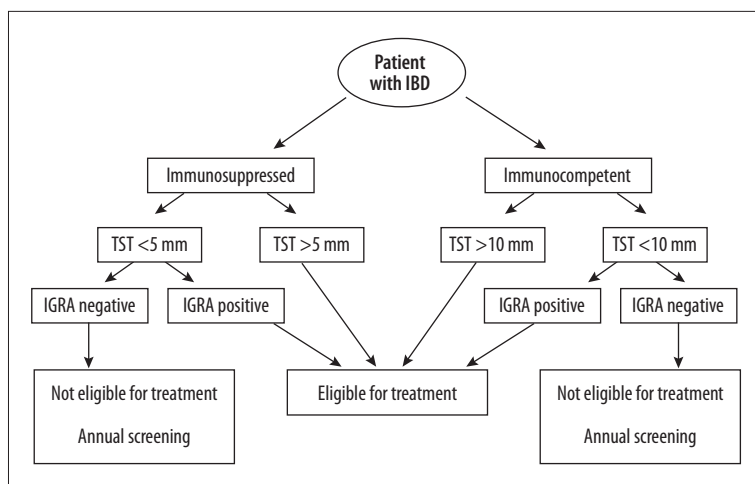 Patient
with IBD
Immunosuppressed
Immunocompetent
TST <5 mm
TST >5 mm
TST >10 mm
TST <10 mm
IGRA negative
IGRA positive
IGRA positive
IGRA negative
Not eligible for treatment
Annual screening
Eligible for treatment
Not eligible for treatment
Annual screening